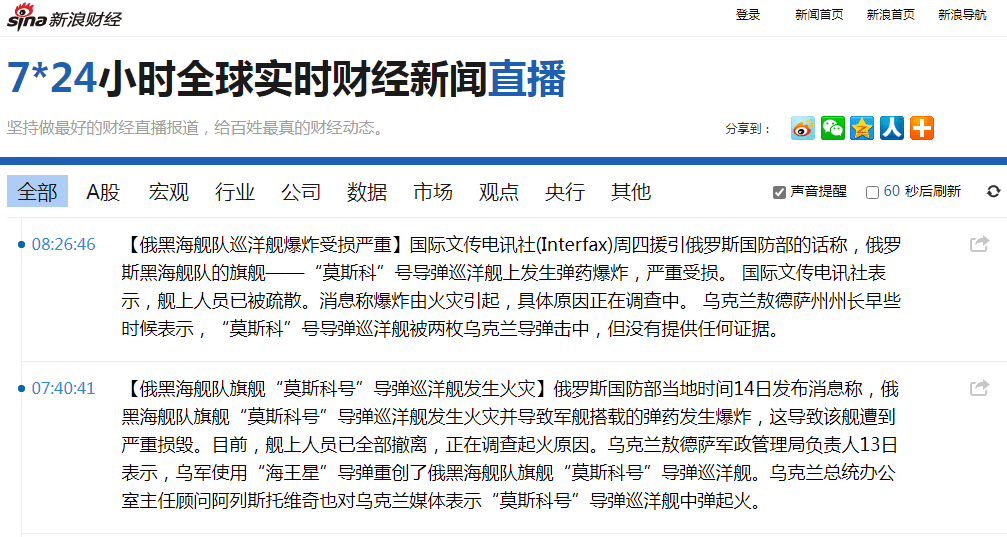 sina 新浪财经
登录 新闻首页 新浪首页 新浪导航
7*24小时全球实时财经新闻直播
坚持做最好的财经直播报道，给百姓最真的财经动态。
分享到：
全部 A股 宏观 行业 公司 数据 市场 观点 央行 其他 声音提醒 60 秒后刷新
08:26:46 【俄黑海舰队巡洋舰爆炸受损严重】国际文传电讯社(Interfax)周四援引俄罗斯国防部的话称，俄罗
斯黑海舰队的旗舰——“莫斯科”号导弹巡洋舰上发生弹药爆炸，严重受损。 国际文传电讯社表
示，舰上人员已被疏散。消息称爆炸由火灾引起，具体原因正在调查中。 乌克兰敖德萨州州长早些
时候表示，“莫斯科”号导弹巡洋舰被两枚乌克兰导弹击中，但没有提供任何证据。
07:40:41 【俄黑海舰队旗舰“莫斯科号”导弹巡洋舰发生火灾】俄罗斯国防部当地时间14日发布消息称，俄
黑海舰队旗舰“莫斯科号”导弹巡洋舰发生火灾并导致军舰搭载的弹药发生爆炸，这导致该舰遭到
严重损毁。目前，舰上人员已全部撤离，正在调查起火原因。乌克兰敖德萨军政管理局负责人13日
表示，乌军使用“海王星”导弹重创了俄黑海舰队旗舰“莫斯科号”导弹巡洋舰。乌克兰总统办公
室主任顾问阿列斯托维奇也对乌克兰媒体表示“莫斯科号”导弹巡洋舰中弹起火。